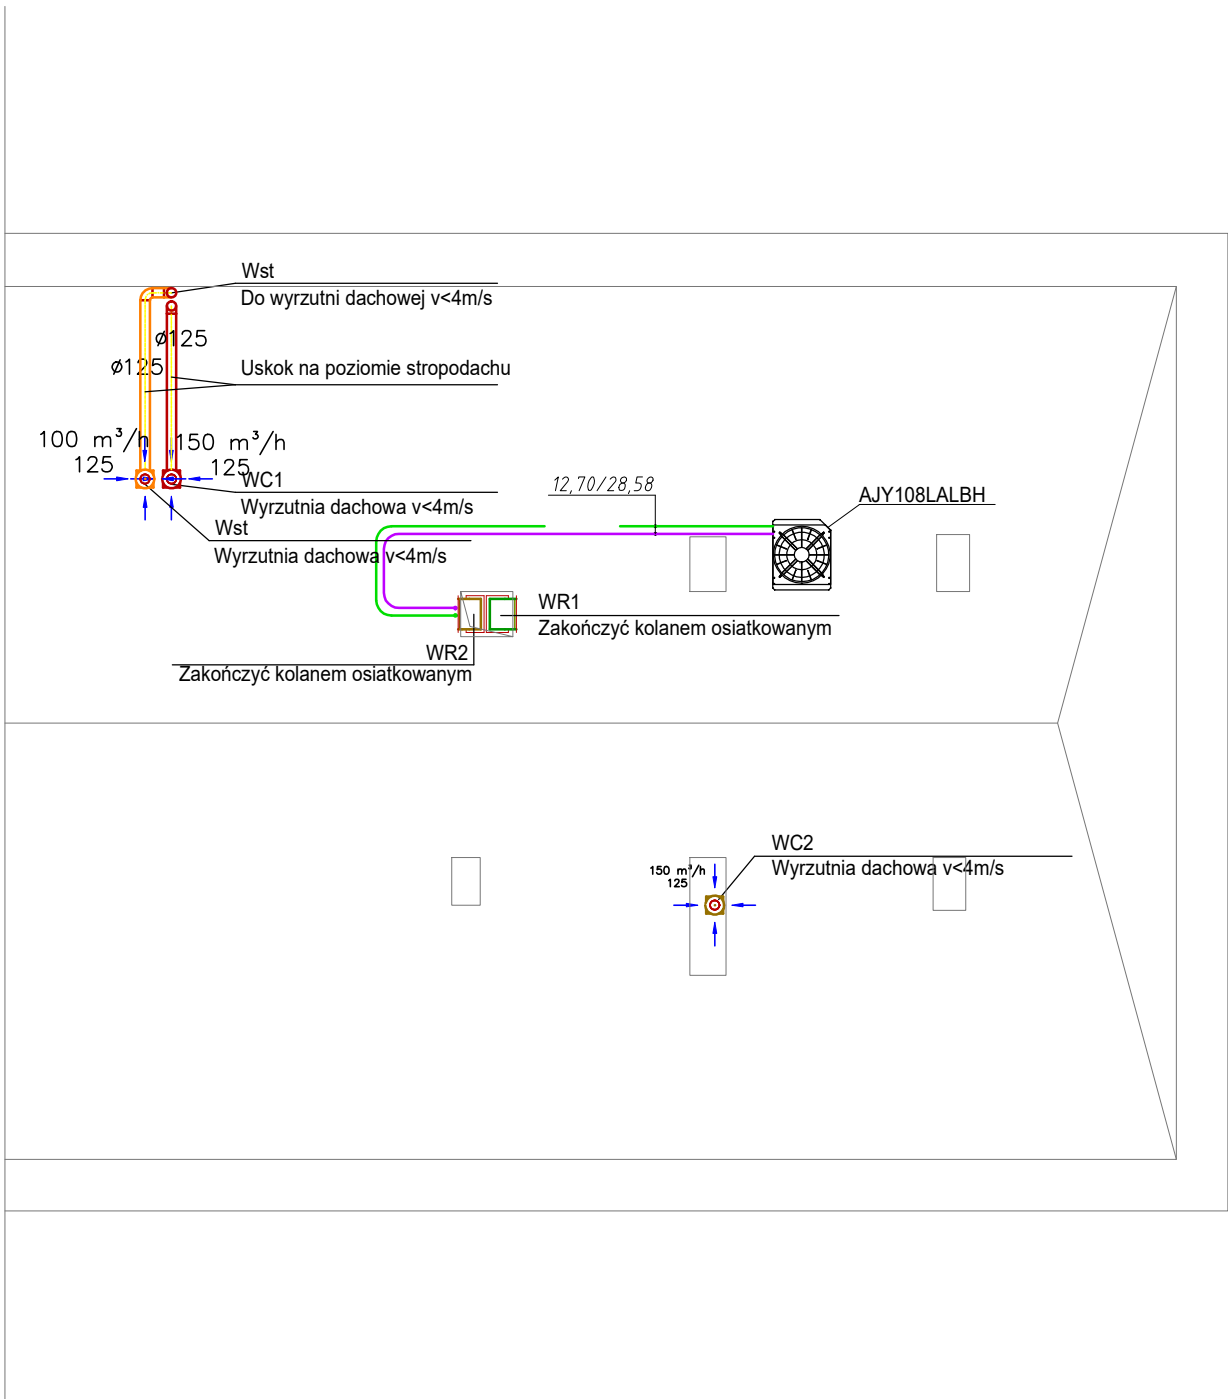 Wst
Do wyrzutni dachowej v<4m/s
ø125
ø125
Uskok na poziomie stropodachu
100 m³/h
150 m³/h
125
125
WC1
Wyrzutnia dachowa v<4m/s
Wst
Wyrzutnia dachowa v<4m/s
12,70/28,58
AJY108LALBH
WR1
Zakończyć kolanem osiatkowanym
WR2
Zakończyć kolanem osiatkowanym
WC2
Wyrzutnia dachowa v<4m/s
150 m³/h
125